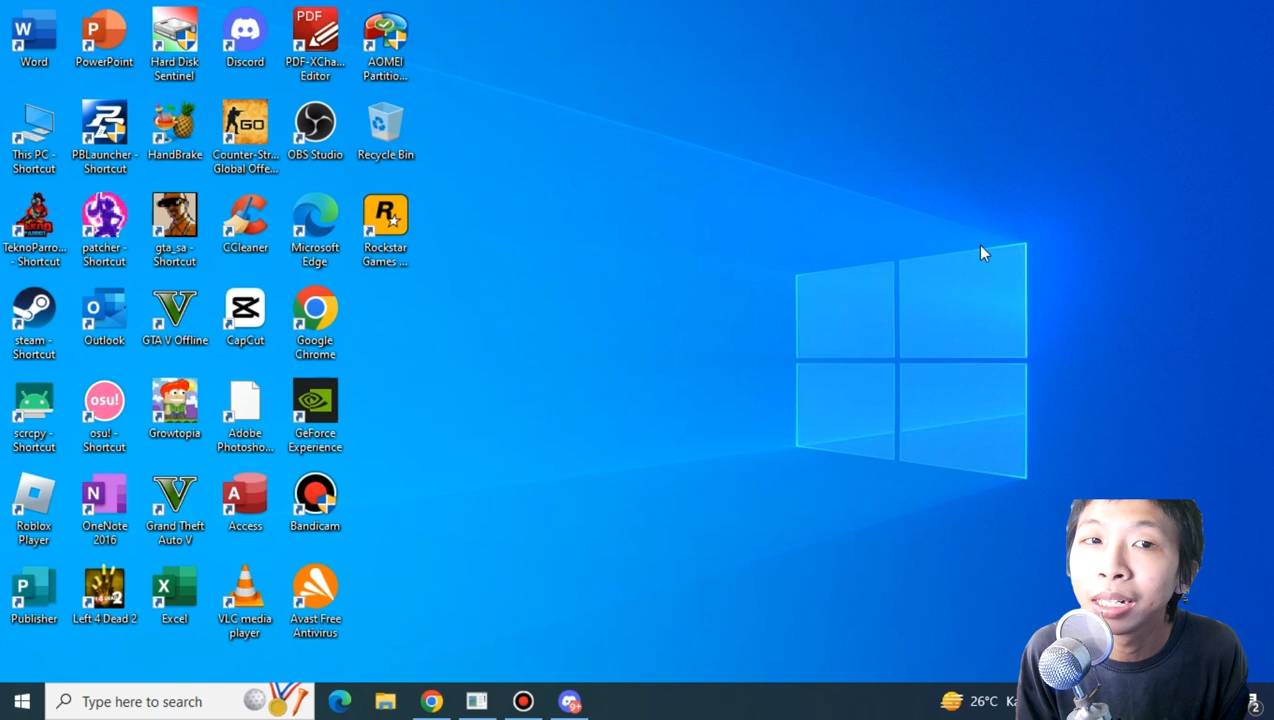 Word
PowerPoint
Hard Disk
Sentinel
Discord
PDF
PDF-XCha...
Editor
AOMEI
Partitio...
This PC -
Shortcut
PBLauncher -
Shortcut
HandBrake
GO
Counter-Str...
Global Offe...
OBS Studio
Recycle Bin
TEKNO
TeknoParro...
- Shortcut
patcher -
Shortcut
gta_sa -
Shortcut
CCleaner
Microsoft
Edge
Rockstar
Games ...
steam -
Shortcut
Outlook
GTA V Offline
CapCut
Google
Chrome
scrcpy -
Shortcut
osu!
osu! -
Shortcut
Growtopia
Adobe
Photosho...
GeForce
Experience
Roblox
Player
OneNote
2016
Grand Theft
Auto V
Access
Bandicam
Publisher
Left 4 Dead 2
Excel
VLC media
player
Avast Free
Antivirus
Type here to search
9+
26°C Ka
2